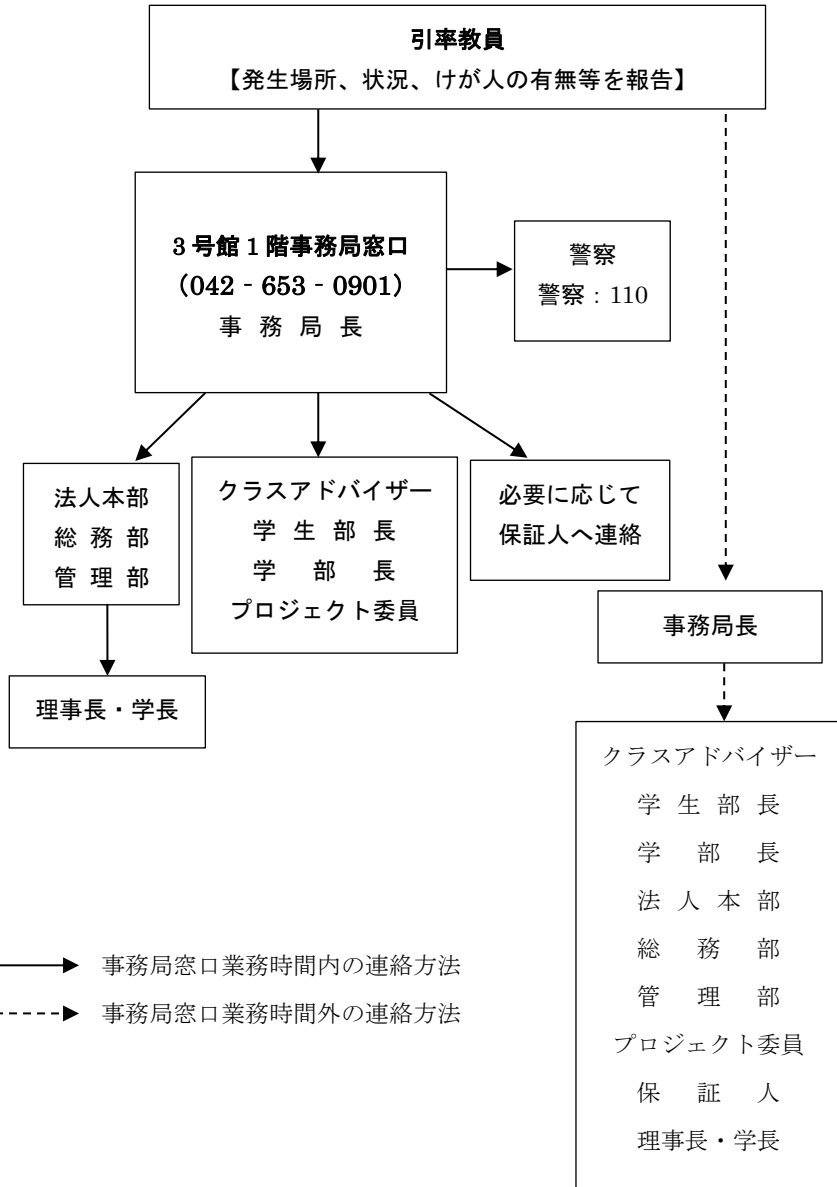 引率教員
【発生場所、状況、けが人の有無等を報告】
3 号館 1 階事務局窓口
（042‐653‐0901）
事 務 局 長
警察
警察：110
法人本部
総 務 部
管 理 部
クラスアドバイザー
学 生 部 長
学 部 長
プロジェクト委員
必要に応じて
保証人へ連絡
理事長・学長
事務局長
クラスアドバイザー
学 生 部 長
学 部 長
法 人 本 部
総 務 部
管 理 部
プロジェクト委員
保 証 人
理事長・学長
事務局窓口業務時間内の連絡方法
事務局窓口業務時間外の連絡方法